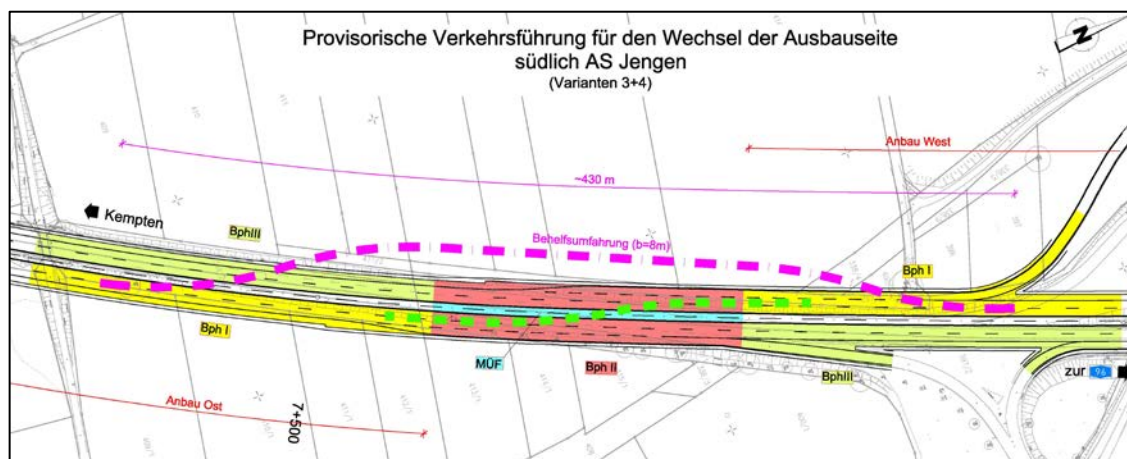 Provisorische Verkehrsführung für den Wechsel der Ausbauseite
südlich AS Jengen
(Varianten 3+4)
N
Anbau West
~430 m
Kempten
BphIII
Behelfsumfahrung (b=8m)
Bph I
Bph I
MÜF
Bph II
BphIII
zur 96
Anbau Ost
7+500